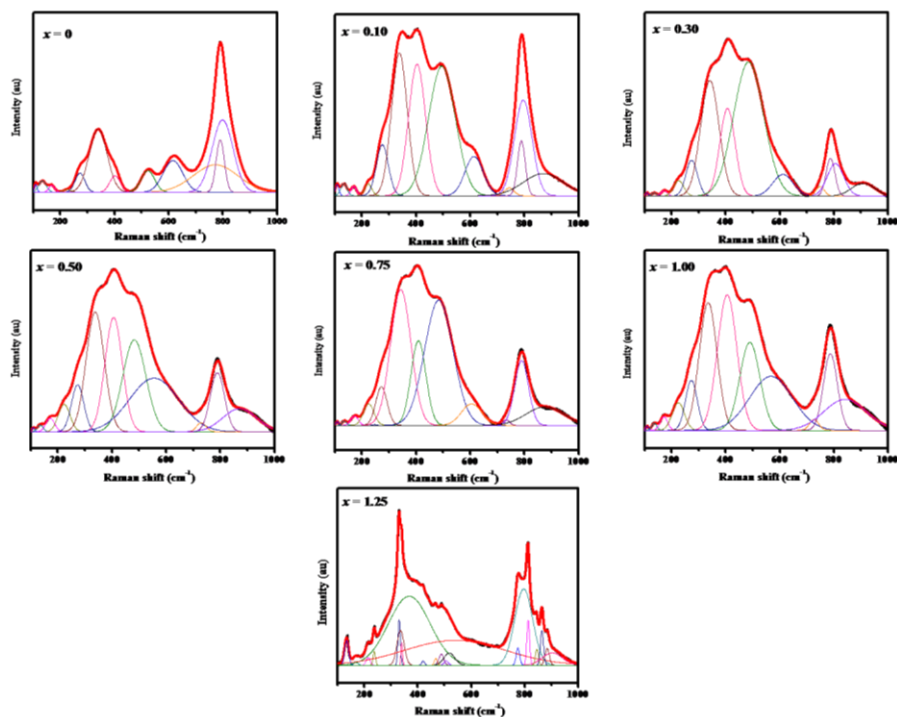 x = 0
Intensity (au)
200 400 600 800 1000
Raman shift (cm⁻¹)
x = 0.10
Intensity (au)
200 400 600 800 1000
Raman shift (cm⁻¹)
x = 0.30
Intensity (au)
200 400 600 800 1000
Raman shift (cm⁻¹)
x = 0.50
Intensity (au)
200 400 600 800 1000
Raman shift (cm⁻¹)
x = 0.75
Intensity (au)
200 400 600 800 1000
Raman shift (cm⁻¹)
x = 1.00
Intensity (au)
200 400 600 800 1000
Raman shift (cm⁻¹)
x = 1.25
Intensity (au)
200 400 600 800 1000
Raman shift (cm⁻¹)